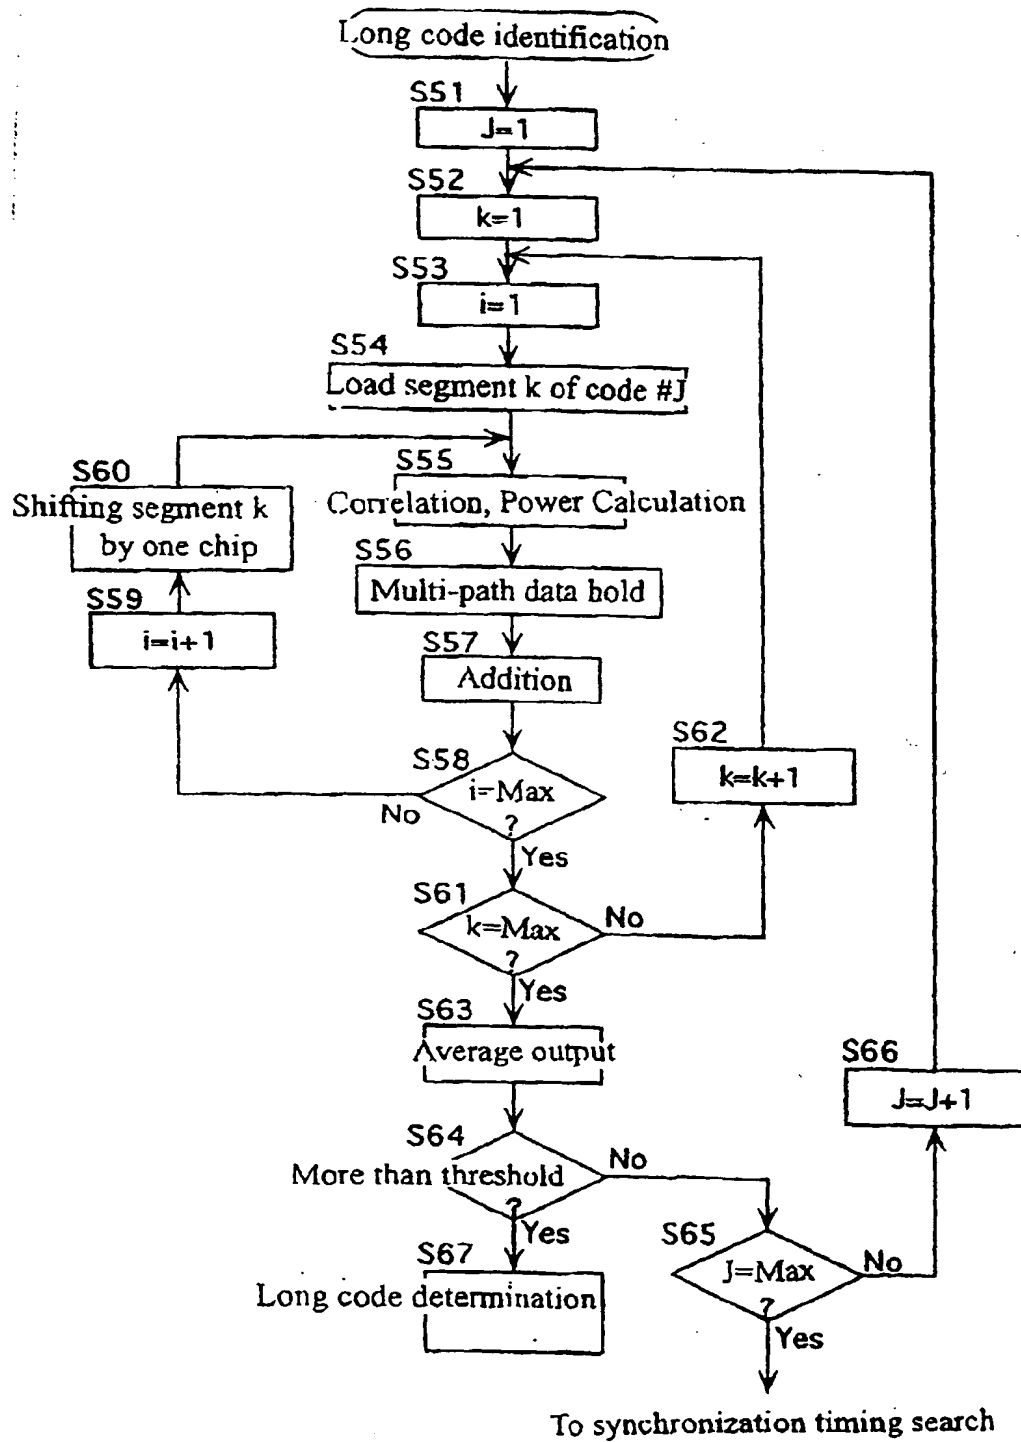 Long code identification
S51
J=1
S52
k=1
S53
i=1
S54
Load segment k of code #J
S60
Shifting segment k
by one chip
S55
Correlation, Power Calculation
S56
Multi-path data hold
S59
i=i+1
S57
Addition
S58
i=Max
?
No
Yes
S62
k=k+1
S61
k=Max
?
No
Yes
S63
Average output
S66
J=J+1
S64
More than threshold
?
No
Yes
S65
J=Max
?
No
Yes
S67
Long code determination
To synchronization timing search